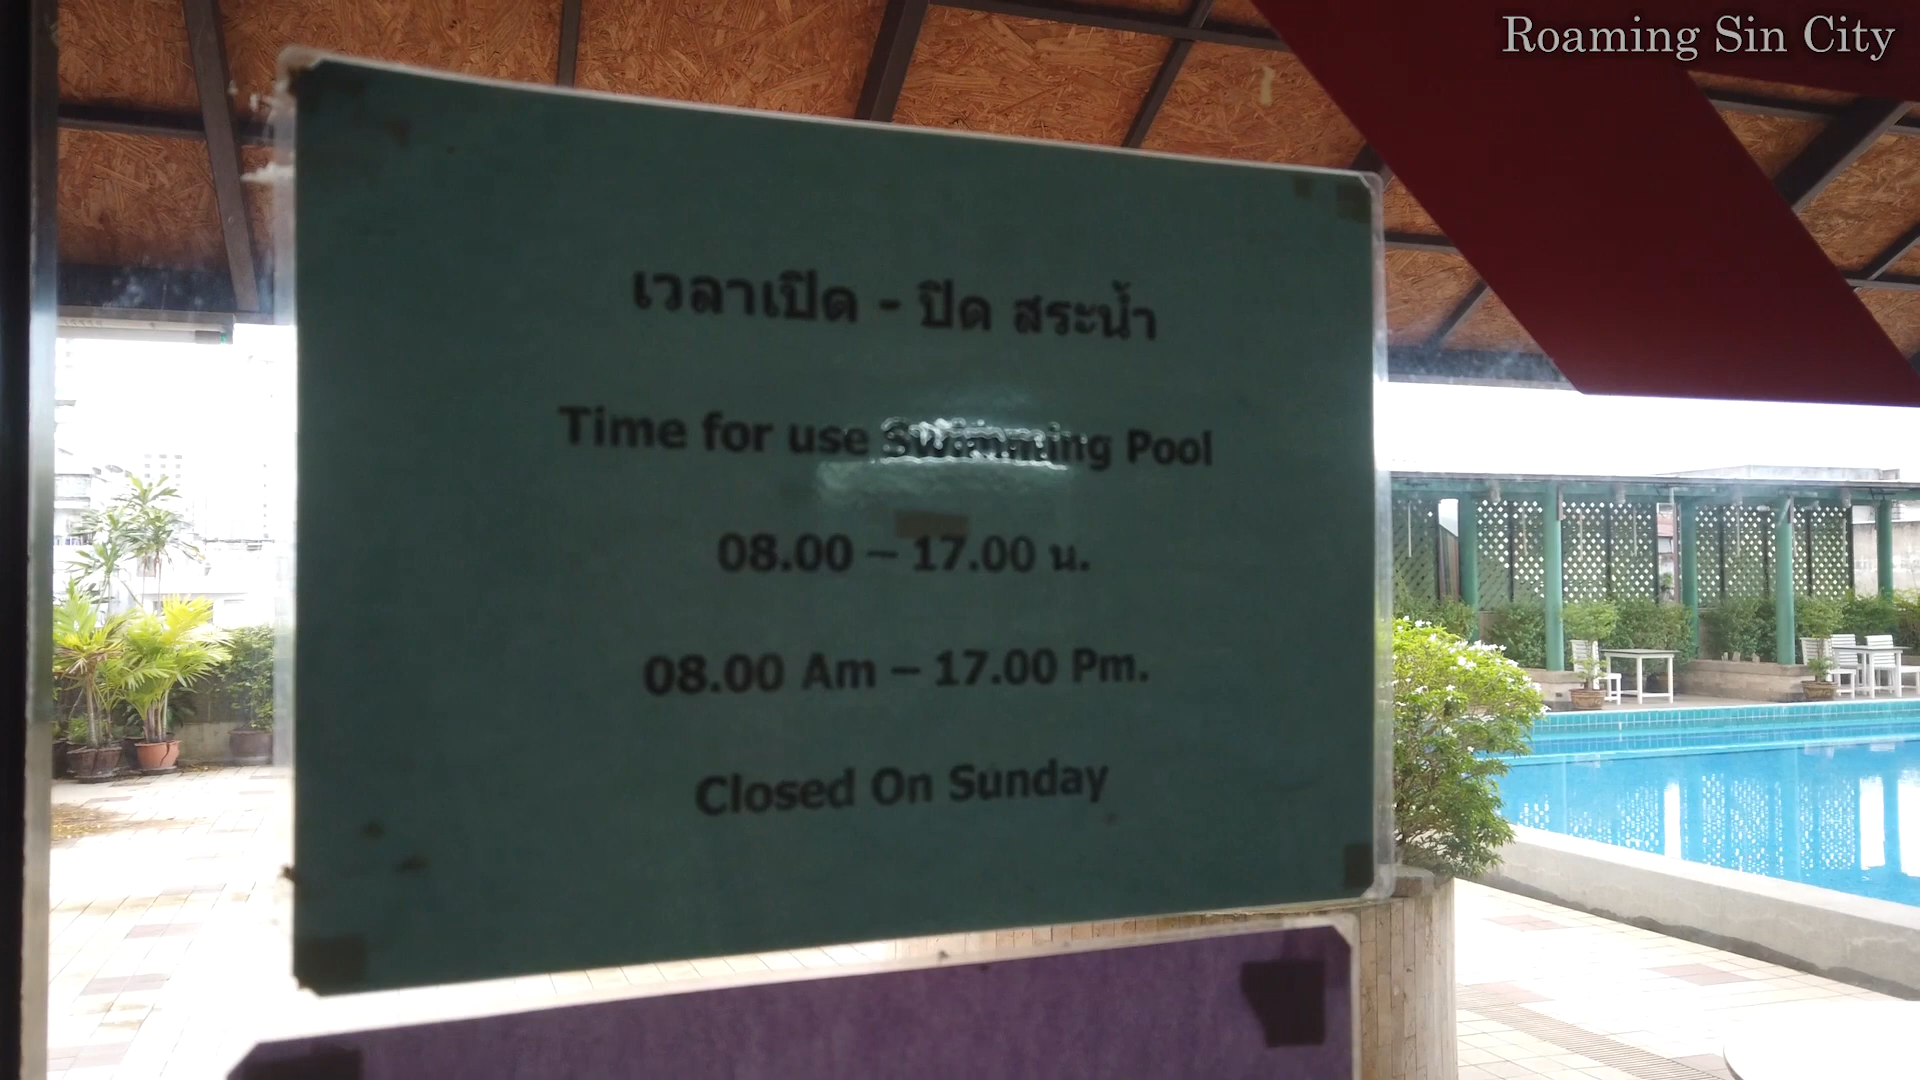 Roaming Sin City
เวลาเปิด - ปิด สระน้ำ
Time for use Swimming Pool
08.00 – 17.00 น.
08.00 Am – 17.00 Pm.
Closed On Sunday